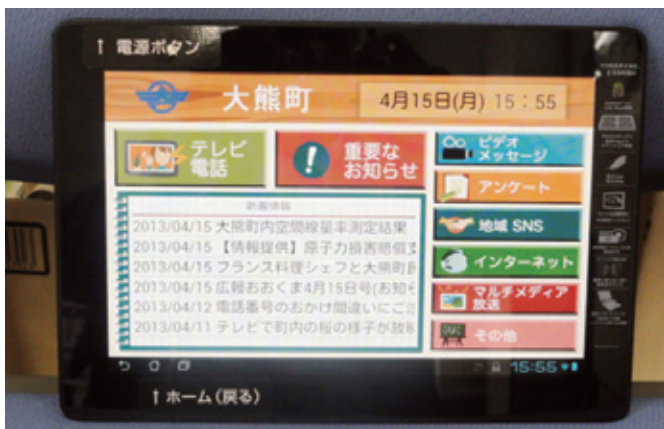 ↑ 電源ボタン
大熊町
4月15日(月) 15:55
テレビ
電話
重要な
お知らせ
ビデオ
メッセージ
アンケート
地域 SNS
インターネット
マルチメディア
放送
その他
新着情報
2013/04/15 大熊町内空間線量率測定結果
2013/04/15 【情報提供】原子力損害賠償
2013/04/15 フランス料理シェフと大熊町
2013/04/15 広報おおくま4月15日号(お知
2013/04/12 電話番号のおかけ間違いにご
2013/04/11 テレビで町内の桜の様子が放
15:55
↑ホーム(戻る)